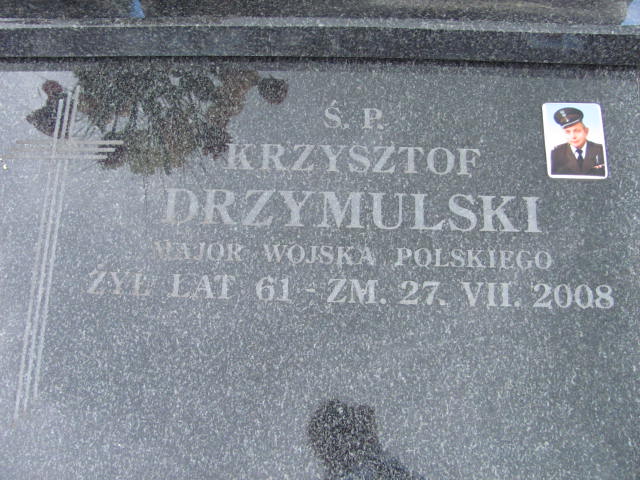 Ś. P.
KRZYSZTOF
DRZYMULSKI
MAJOR WOJSKA POLSKIEGO
ŻYŁ LAT 61 - ZM. 27. VII. 2008